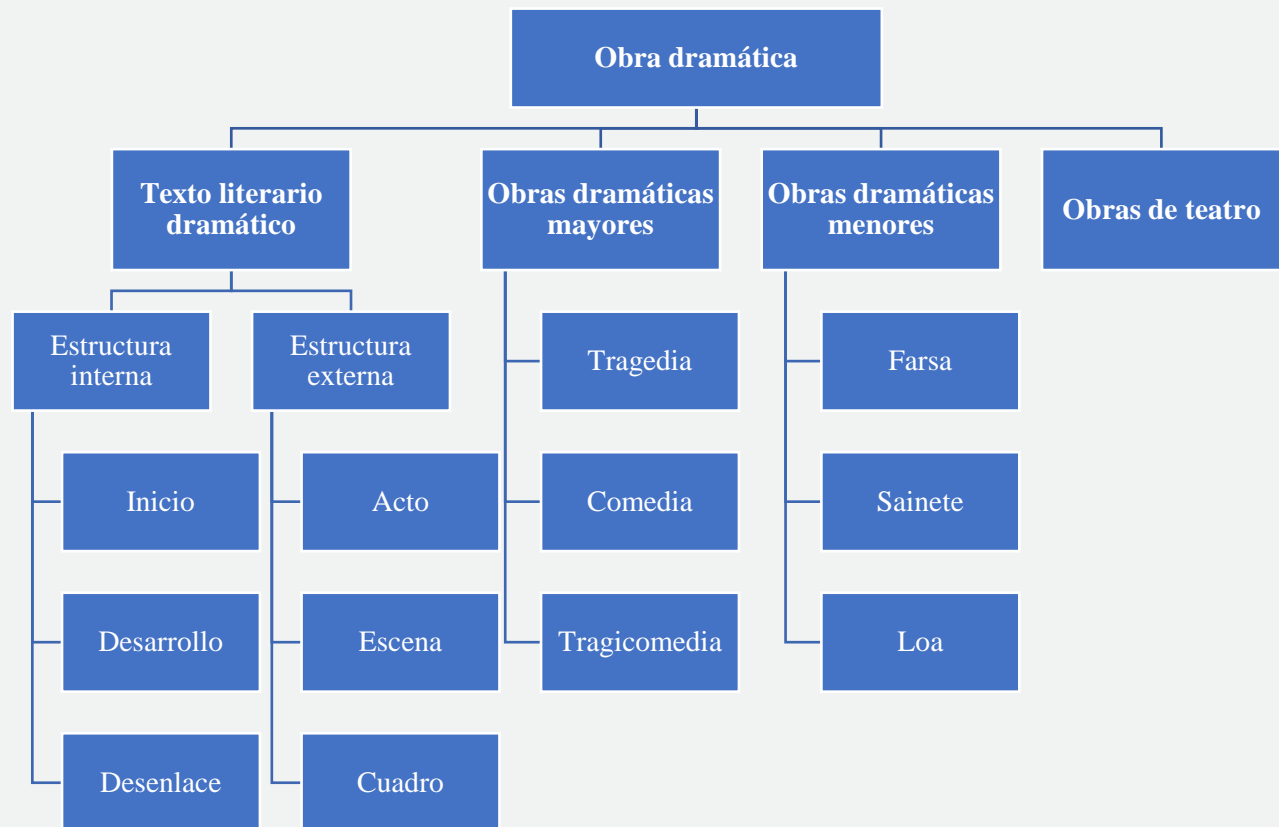 Obra dramática
Texto literario
dramático
Obras dramáticas
mayores
Obras dramáticas
menores
Obras de teatro
Estructura
interna
Estructura
externa
Tragedia
Farsa
Inicio
Acto
Comedia
Sainete
Desarrollo
Escena
Tragicomedia
Loa
Desenlace
Cuadro